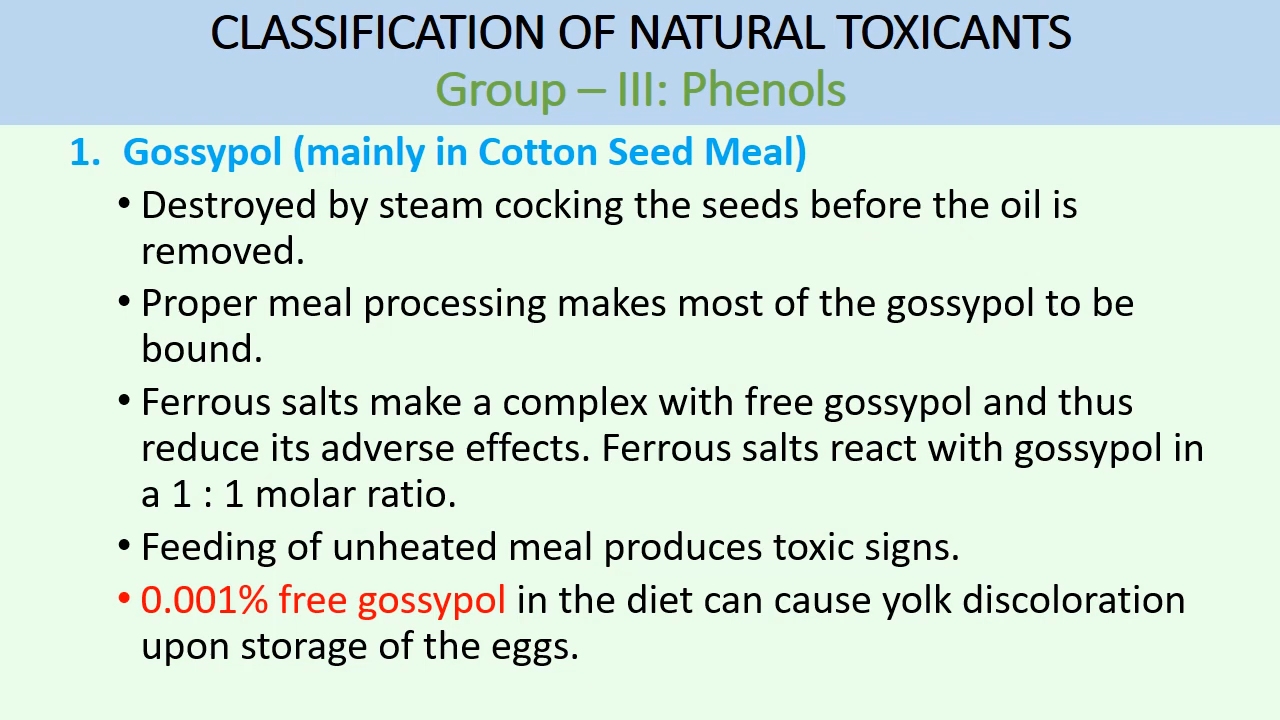 CLASSIFICATION OF NATURAL TOXICANTS
Group – III: Phenols
1. Gossypol (mainly in Cotton Seed Meal)
• Destroyed by steam cocking the seeds before the oil is
removed.
• Proper meal processing makes most of the gossypol to be
bound.
• Ferrous salts make a complex with free gossypol and thus
reduce its adverse effects. Ferrous salts react with gossypol in
a 1 : 1 molar ratio.
• Feeding of unheated meal produces toxic signs.
• 0.001% free gossypol in the diet can cause yolk discoloration
upon storage of the eggs.